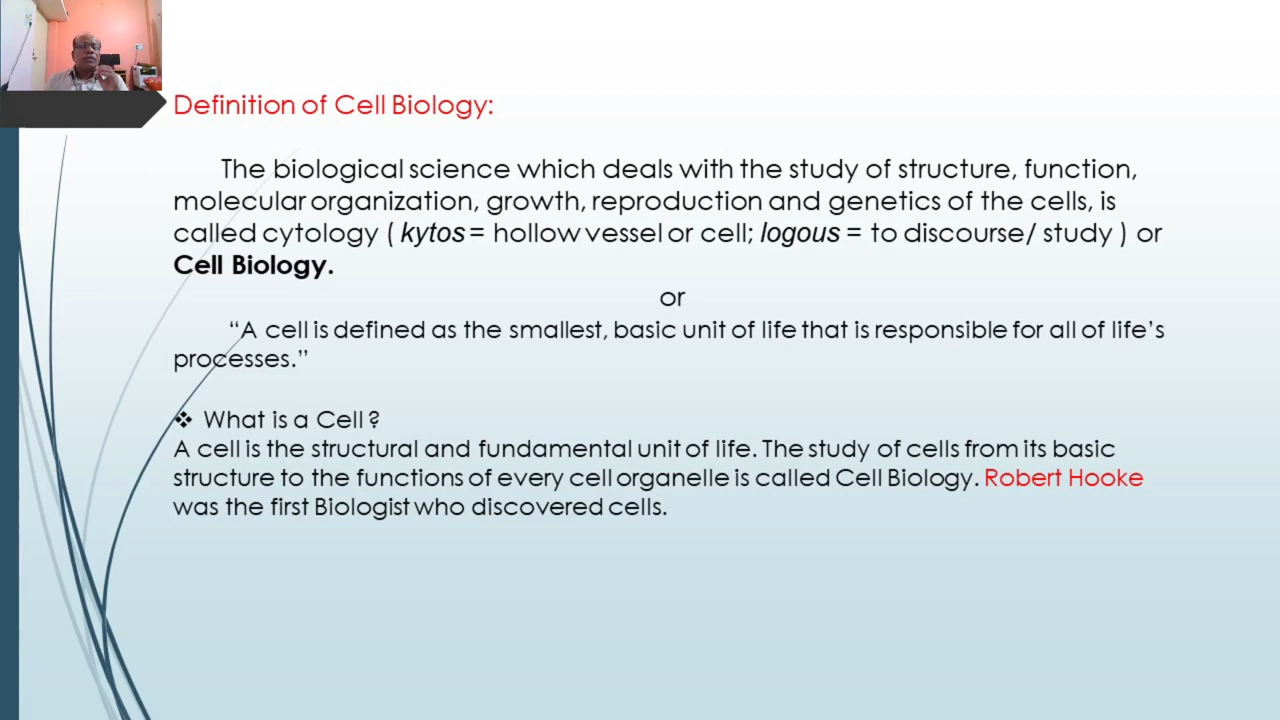 Definition of Cell Biology:
The biological science which deals with the study of structure, function,
molecular organization, growth, reproduction and genetics of the cells, is
called cytology ( kytos = hollow vessel or cell; logous = to discourse/ study ) or
Cell Biology.
or
“A cell is defined as the smallest, basic unit of life that is responsible for all of life’s
processes.”
❖ What is a Cell ?
A cell is the structural and fundamental unit of life. The study of cells from its basic
structure to the functions of every cell organelle is called Cell Biology. Robert Hooke
was the first Biologist who discovered cells.